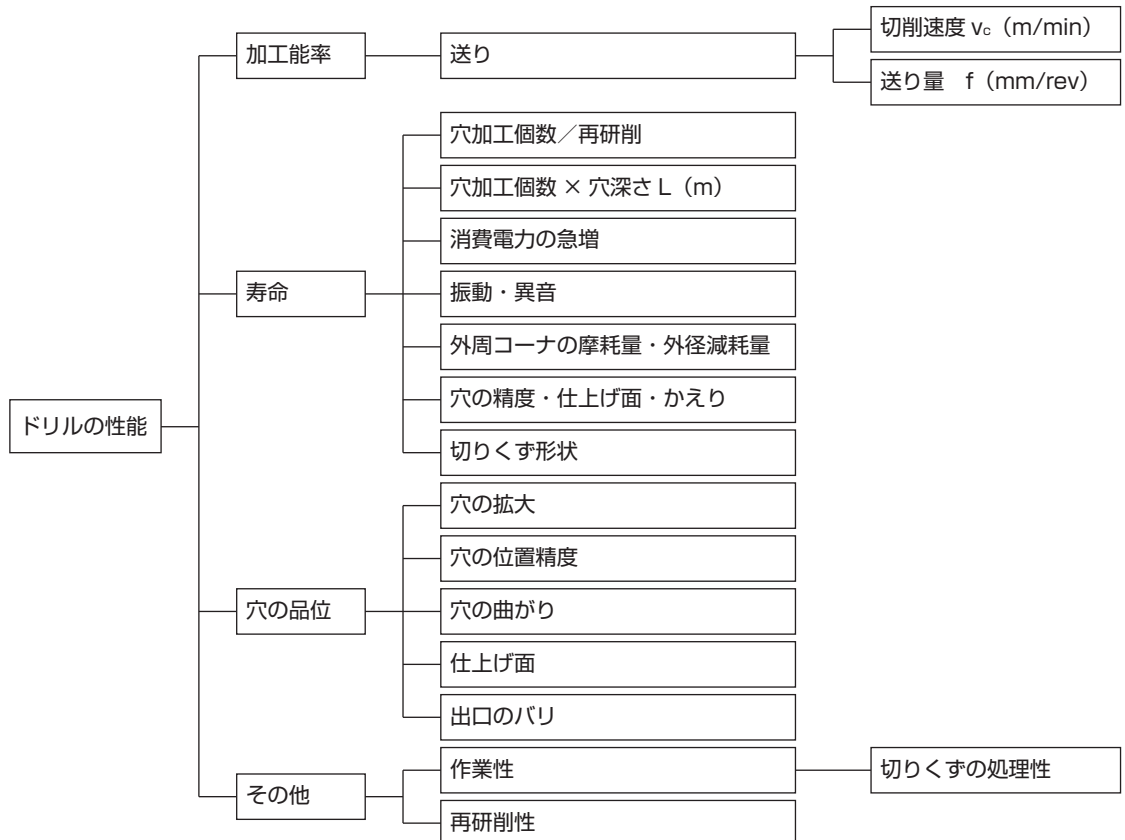 ドリルの性能
加工能率
送り
切削速度 vc（m/min）
送り量　f（mm/rev）
寿命
穴加工個数／再研削
穴加工個数 × 穴深さ L（m）
消費電力の急増
振動・異音
外周コーナの摩耗量・外径減耗量
穴の精度・仕上げ面・かえり
切りくず形状
穴の品位
穴の拡大
穴の位置精度
穴の曲がり
仕上げ面
出口のバリ
その他
作業性
切りくずの処理性
再研削性